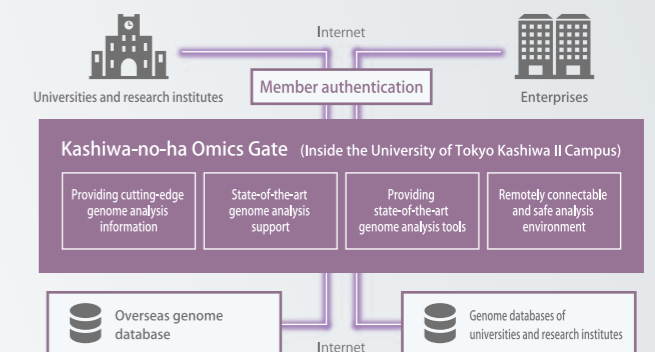 Internet
Universities and research institutes
Member authentication
Enterprises
Kashiwa-no-ha Omics Gate (Inside the University of Tokyo Kashiwa II Campus)
Providing cutting-edge
genome analysis
information
State-of-the-art
genome analysis
support
Providing
state-of-the-art
genome analysis tools
Remotely connectable
and safe analysis
environment
Overseas genome
database
Internet
Genome databases of
universities and research institutes